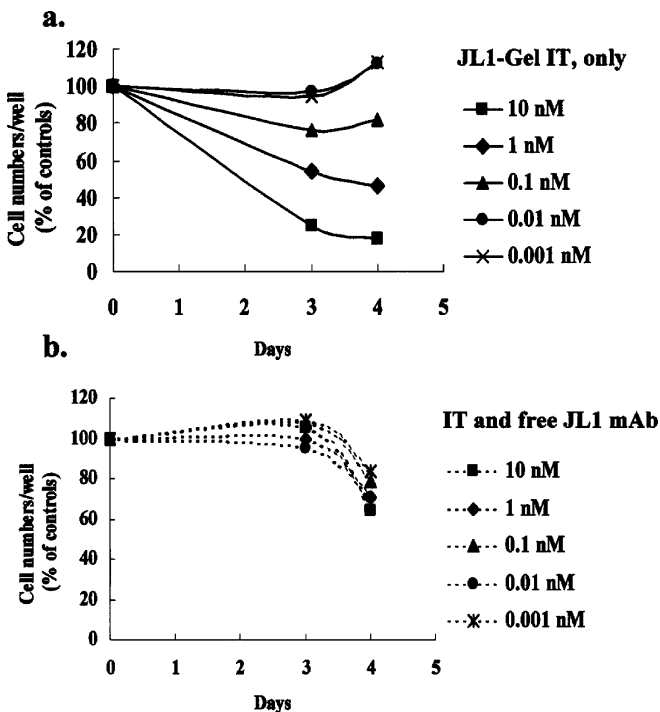 a.
JL1-Gel IT, only
Cell numbers/well
(% of controls)
120
100
80
60
40
20
0
0 1 2 3 4 5
Days
10 nM
1 nM
0.1 nM
0.01 nM
0.001 nM
b.
IT and free JL1 mAb
Cell numbers/well
(% of controls)
120
100
80
60
40
20
0
0 1 2 3 4 5
Days
10 nM
1 nM
0.1 nM
0.01 nM
0.001 nM